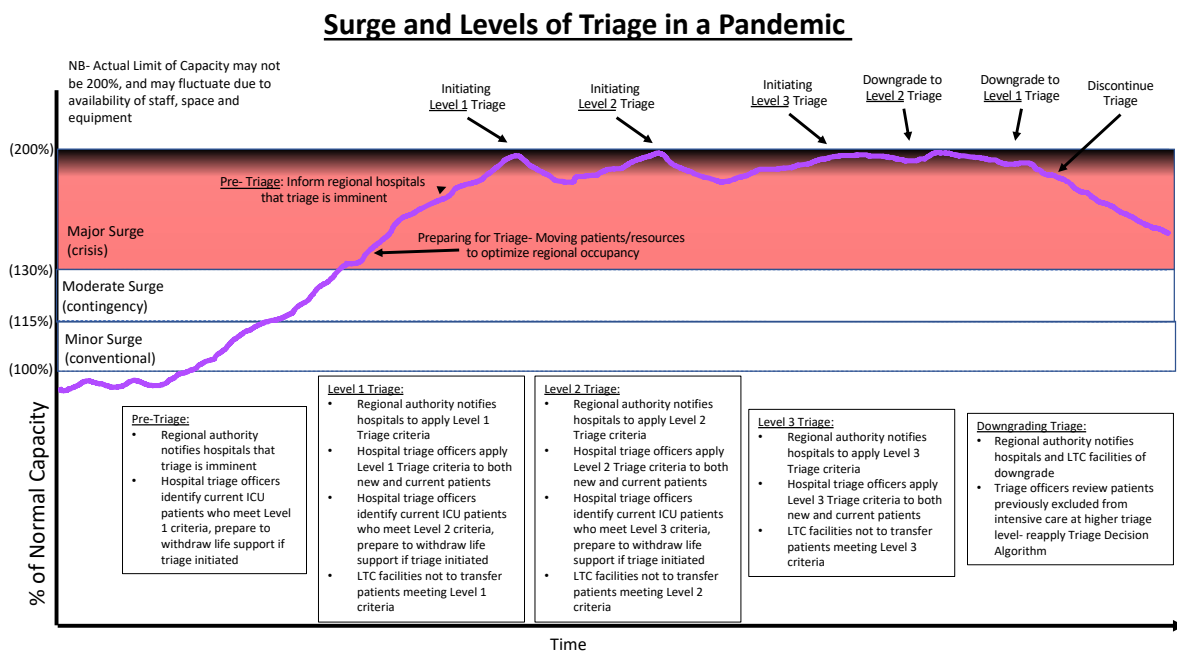 Surge and Levels of Triage in a Pandemic
NB- Actual Limit of Capacity may not
be 200%, and may fluctuate due to
availability of staff, space and
equipment
Initiating
Level 1 Triage
Initiating
Level 2 Triage
Initiating
Level 3 Triage
Downgrade to
Level 2 Triage
Downgrade to
Level 1 Triage
Discontinue
Triage
(200%)
Pre- Triage: Inform regional hospitals
that triage is imminent
Major Surge
(crisis)
Preparing for Triage- Moving patients/resources
to optimize regional occupancy
(130%)
Moderate Surge
(contingency)
(115%)
Minor Surge
(conventional)
(100%)
% of Normal Capacity
Pre-Triage:
• Regional authority
notifies hospitals that
triage is imminent
• Hospital triage officers
identify current ICU
patients who meet Level
1 criteria, prepare to
withdraw life support if
triage initiated
Level 1 Triage:
• Regional authority notifies
hospitals to apply Level 1
Triage criteria
• Hospital triage officers apply
Level 1 Triage criteria to both
new and current patients
• Hospital triage officers
identify current ICU patients
who meet Level 2 criteria,
prepare to withdraw life
support if triage initiated
• LTC facilities not to transfer
patients meeting Level 1
criteria
Level 2 Triage:
• Regional authority notifies
hospitals to apply Level 2
Triage criteria
• Hospital triage officers apply
Level 2 Triage criteria to both
new and current patients
• Hospital triage officers
identify current ICU patients
who meet Level 3 criteria,
prepare to withdraw life
support if triage initiated
• LTC facilities not to transfer
patients meeting Level 2
criteria
Level 3 Triage:
• Regional authority notifies
hospitals to apply Level 3
Triage criteria
• Hospital triage officers apply
Level 3 Triage criteria to both
new and current patients
• LTC facilities not to transfer
patients meeting Level 3
criteria
Downgrading Triage:
• Regional authority notifies
hospitals and LTC facilities of
downgrade
• Triage officers review patients
previously excluded from
intensive care at higher triage
level- reapply Triage Decision
Algorithm
Time